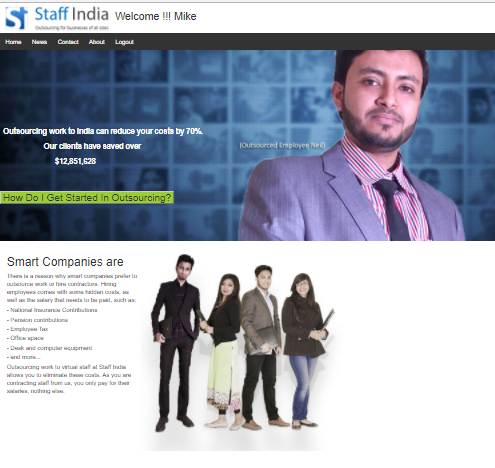 Staff India
Outsourcing for businesses of all sizes
Welcome !!! Mike
Home News Contact About Logout
Outsourcing work to India can reduce your costs by 70%.
Our clients have saved over
$12,851,628
(Outsourced Employee Neil)
How Do I Get Started In Outsourcing?
Smart Companies are
There is a reason why smart companies prefer to
outsource work or hire contractors. Hiring
employees comes with some hidden costs, as
well as the salary that needs to be paid, such as:
- National Insurance Contributions
- Pension contributions
- Employee Tax
- Office space
- Desk and computer equipment
- and more...
Outsourcing work to virtual staff at Staff India
allows you to eliminate these costs. As you are
contracting staff from us, you only pay for their
salaries, nothing else.